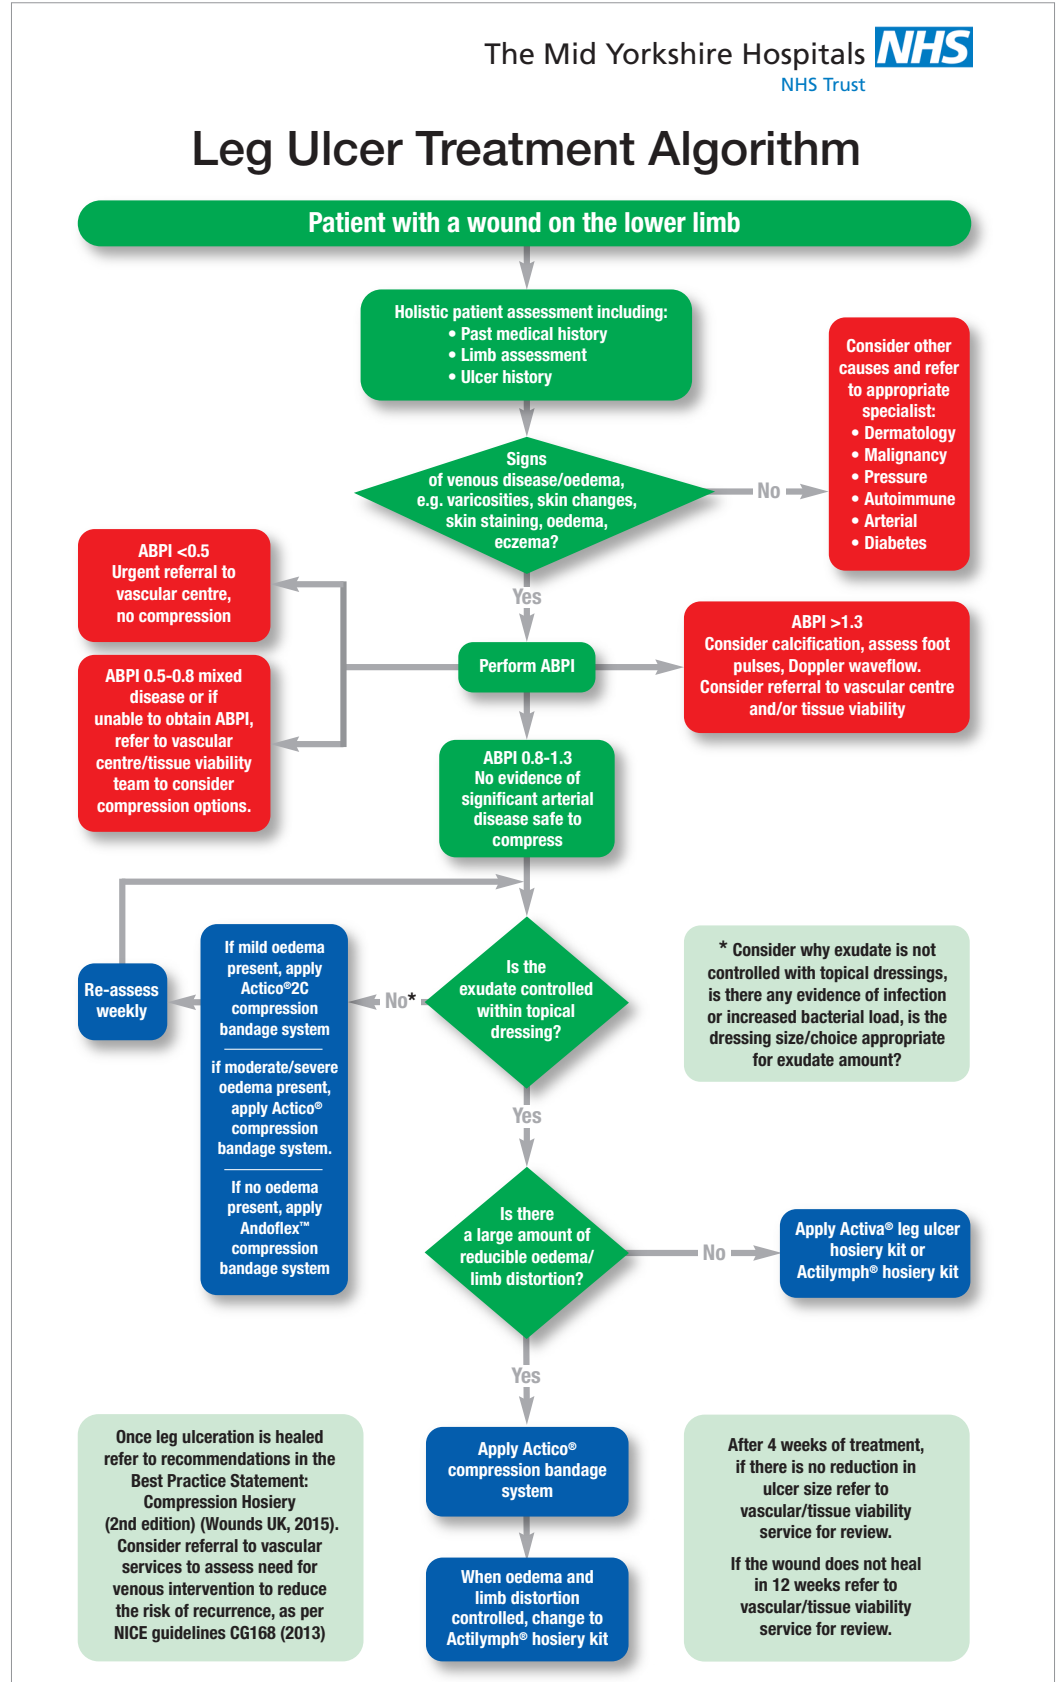 The Mid Yorkshire Hospitals NHS
NHS Trust
Leg Ulcer Treatment Algorithm
Patient with a wound on the lower limb
Holistic patient assessment including:
• Past medical history
• Limb assessment
• Ulcer history
Consider other
causes and refer
to appropriate
specialist:
• Dermatology
• Malignancy
• Pressure
• Autoimmune
• Arterial
• Diabetes
Signs
of venous disease/oedema,
e.g. varicosities, skin changes,
skin staining, oedema,
eczema?
No
Yes
ABPI <0.5
Urgent referral to
vascular centre,
no compression
ABPI 0.5-0.8 mixed
disease or if
unable to obtain ABPI,
refer to vascular
centre/tissue viability
team to consider
compression options.
Perform ABPI
ABPI >1.3
Consider calcification, assess foot
pulses, Doppler waveflow.
Consider referral to vascular centre
and/or tissue viability
ABPI 0.8-1.3
No evidence of
significant arterial
disease safe to
compress
Is the
exudate controlled
within topical
dressing?
No*
If mild oedema
present, apply
Actico®2C
compression
bandage system
if moderate/severe
oedema present,
apply Actico®
compression
bandage system.
If no oedema
present, apply
Andoflex™
compression
bandage system
Re-assess
weekly
* Consider why exudate is not
controlled with topical dressings,
is there any evidence of infection
or increased bacterial load, is the
dressing size/choice appropriate
for exudate amount?
Yes
Is there
a large amount of
reducible oedema/
limb distortion?
No
Apply Activa® leg ulcer
hosiery kit or
Actilymph® hosiery kit
Yes
Apply Actico®
compression bandage
system
When oedema and
limb distortion
controlled, change to
Actilymph® hosiery kit
Once leg ulceration is healed
refer to recommendations in the
Best Practice Statement:
Compression Hosiery
(2nd edition) (Wounds UK, 2015).
Consider referral to vascular
services to assess need for
venous intervention to reduce
the risk of recurrence, as per
NICE guidelines CG168 (2013)
After 4 weeks of treatment,
if there is no reduction in
ulcer size refer to
vascular/tissue viability
service for review.
If the wound does not heal
in 12 weeks refer to
vascular/tissue viability
service for review.